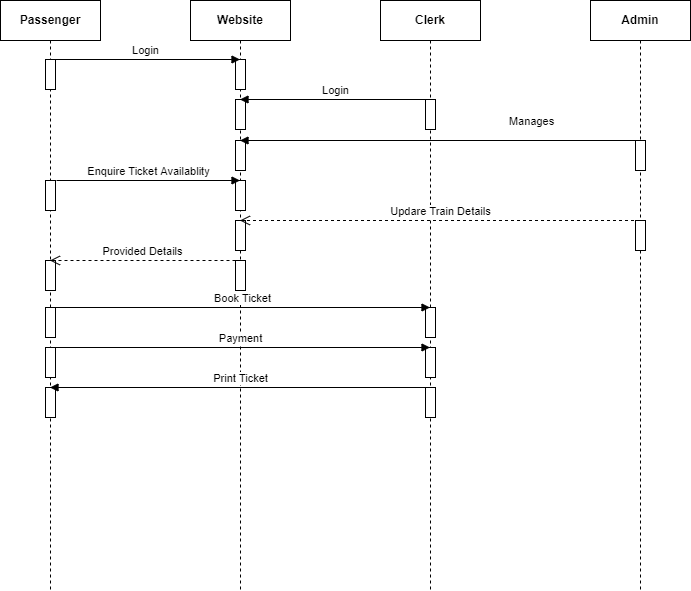 Passenger
Website
Clerk
Admin
Login
Login
Manages
Enquire Ticket Availablity
Updare Train Details
Provided Details
Book Ticket
Payment
Print Ticket